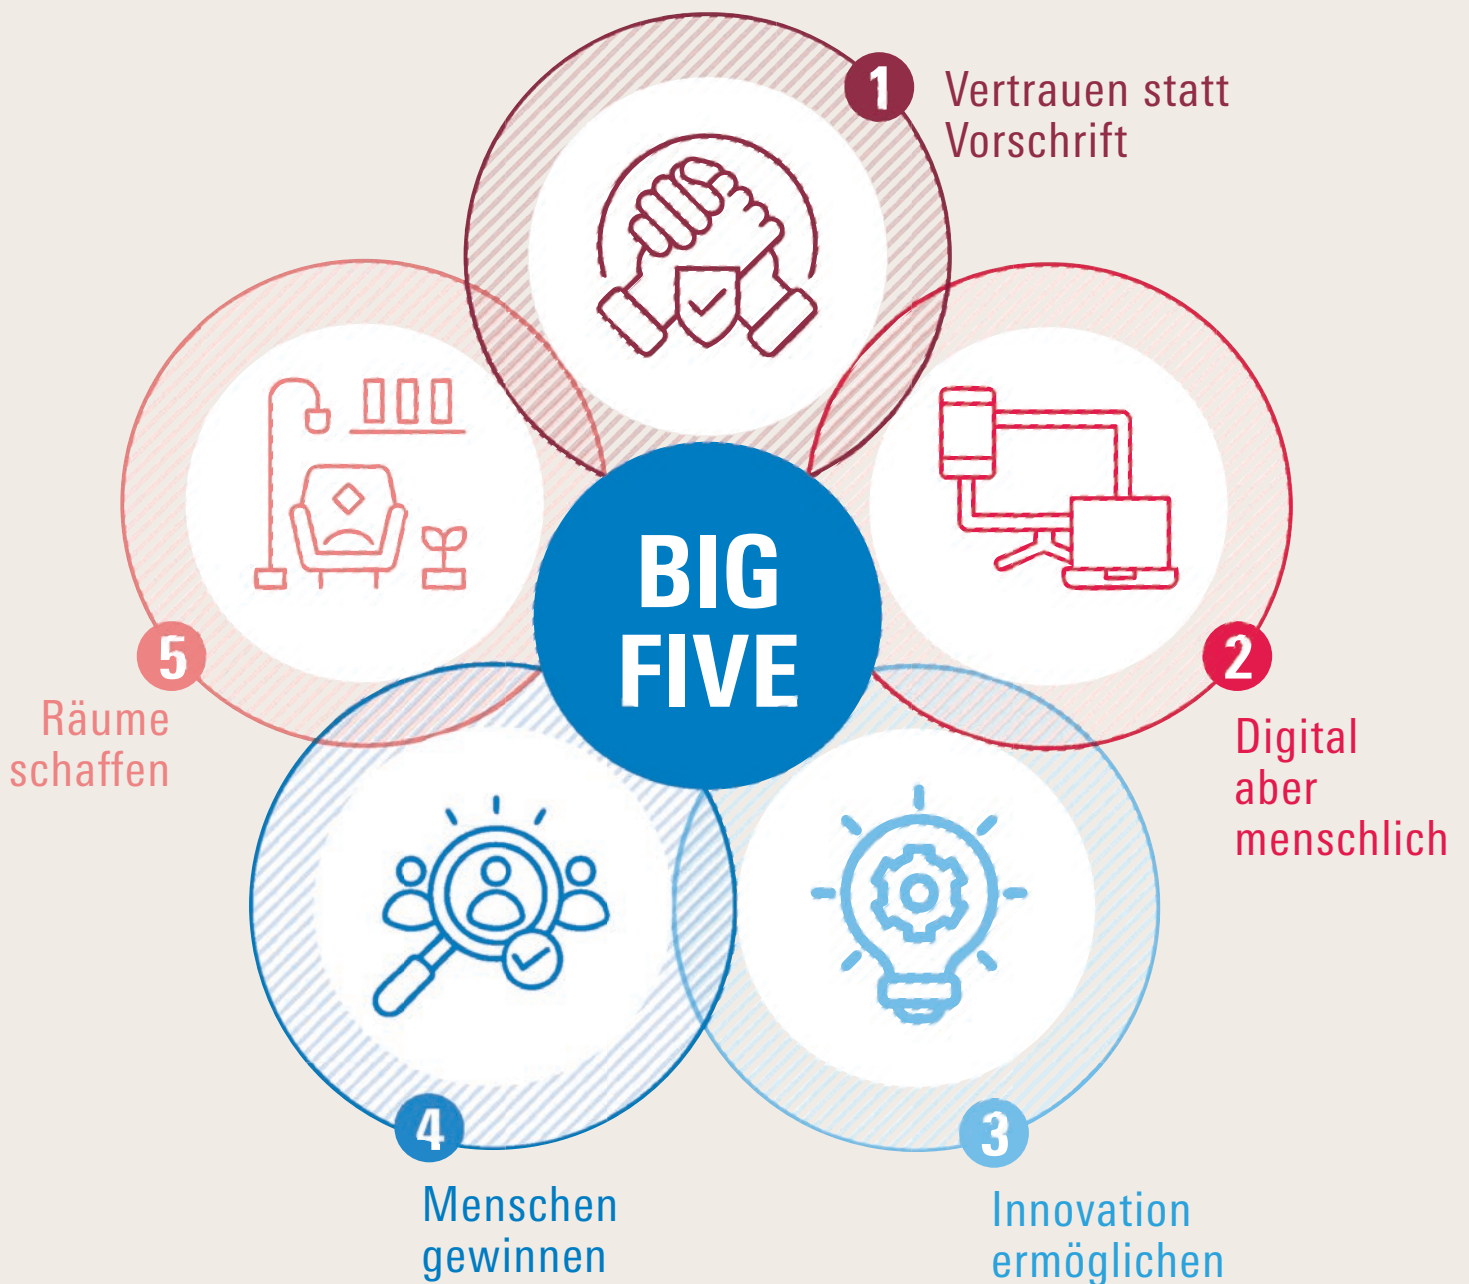 1
Vertrauen statt
Vorschrift
BIG
FIVE
2
Digital
aber
menschlich
3
Innovation
ermöglichen
4
Menschen
gewinnen
5
Räume
schaffen